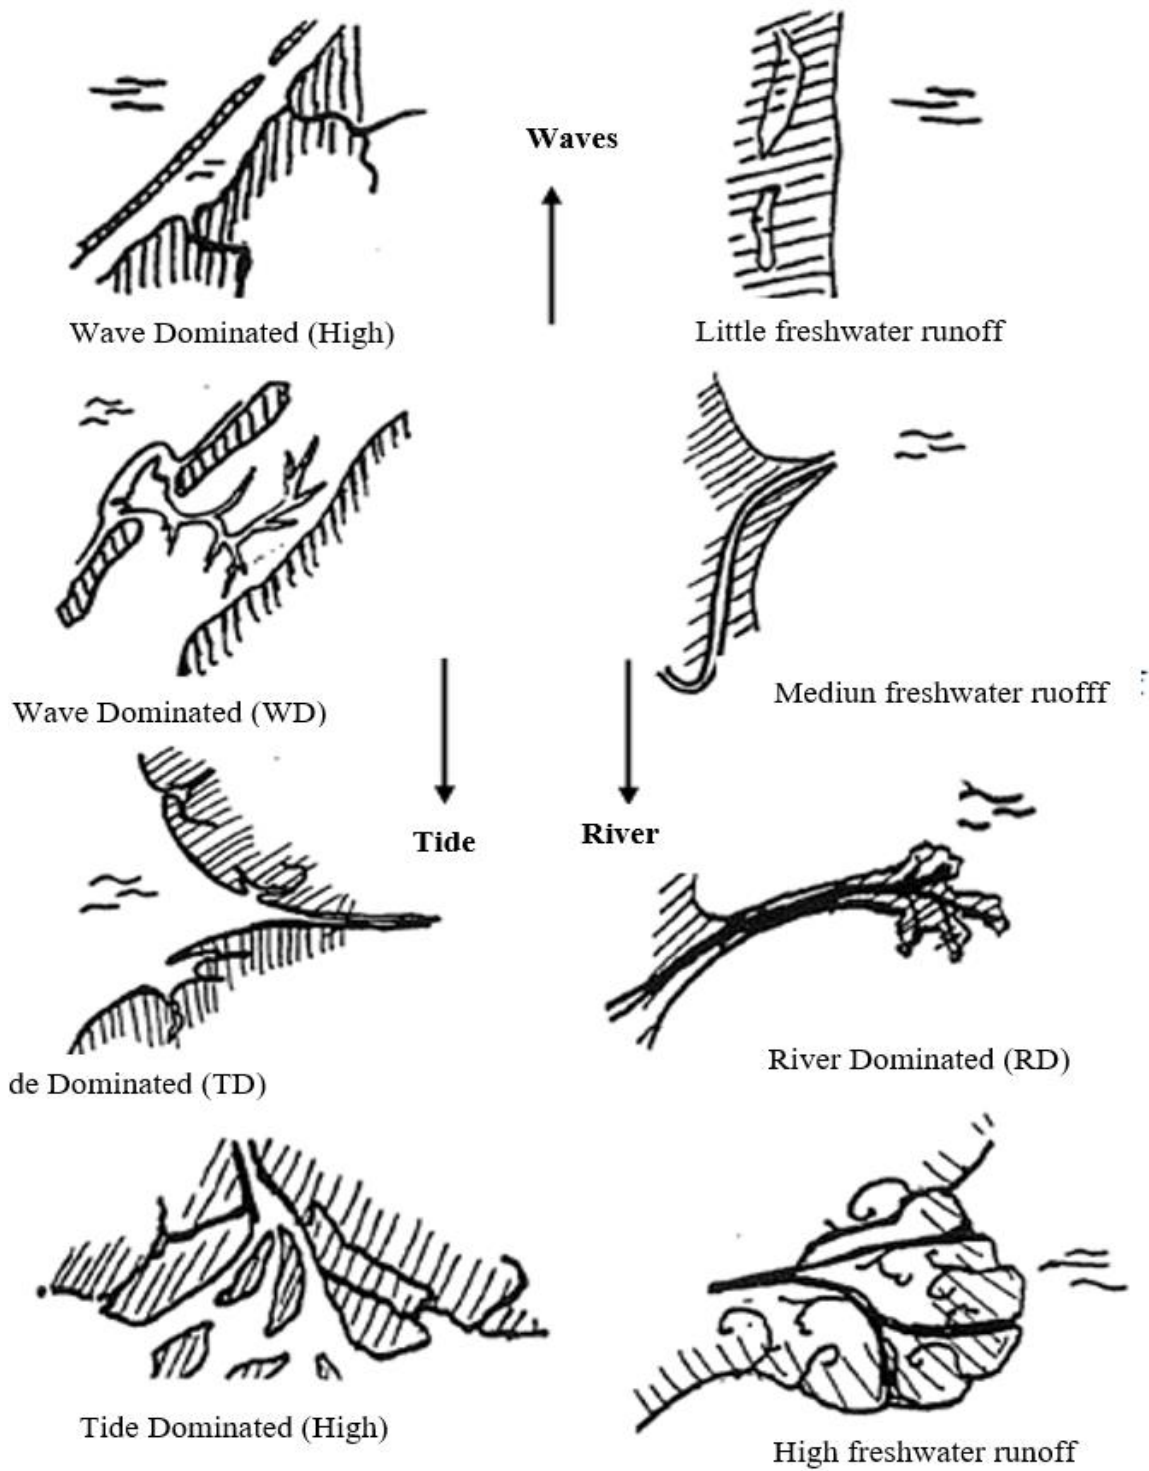 Waves
Wave Dominated (High)
Little freshwater runoff
Wave Dominated (WD)
Mediun freshwater ruofff
Tide
River
de Dominated (TD)
River Dominated (RD)
Tide Dominated (High)
High freshwater runoff